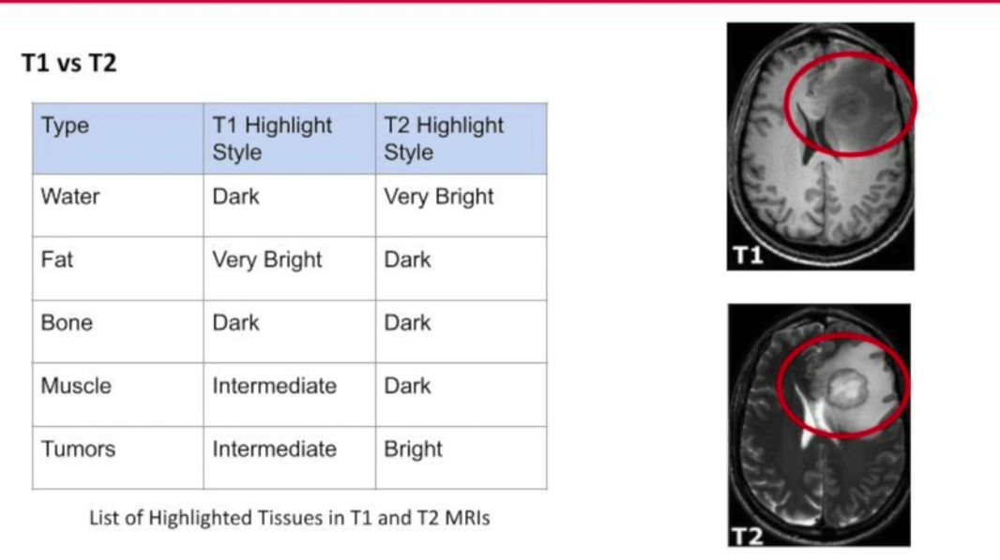 T1 vs T2
Type T1 Highlight Style T2 Highlight Style
Water Dark Very Bright
Fat Very Bright Dark
Bone Dark Dark
Muscle Intermediate Dark
Tumors Intermediate Bright
List of Highlighted Tissues in T1 and T2 MRIs
T1
T2